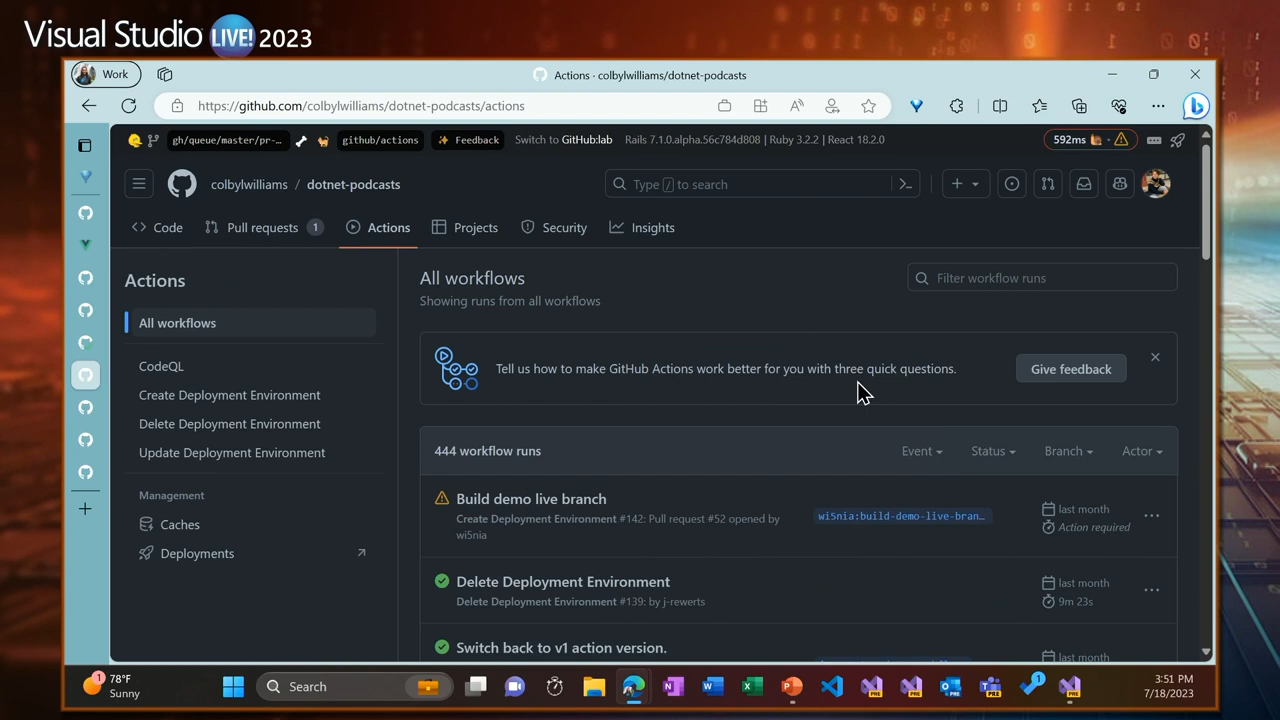 Visual Studio LIVE! 2023
Work
Actions · colbylwilliams/dotnet-podcasts
https://github.com/colbylwilliams/dotnet-podcasts/actions
gh/queue/master/pr-…
github/actions
Feedback
Switch to GitHub:lab
Rails 7.1.0.alpha.56c784d808 | Ruby 3.2.2 | React 18.2.0
592ms
colbylwilliams / dotnet-podcasts
Type / to search
Code
Pull requests 1
Actions
Projects
Security
Insights
Actions
All workflows
CodeQL
Create Deployment Environment
Delete Deployment Environment
Update Deployment Environment
Management
Caches
Deployments
All workflows
Showing runs from all workflows
Filter workflow runs
Tell us how to make GitHub Actions work better for you with three quick questions.
Give feedback
444 workflow runs
Event
Status
Branch
Actor
Build demo live branch
Create Deployment Environment #142: Pull request #52 opened by
wi5nia
wi5nia:build-demo-live-bran…
last month
Action required
Delete Deployment Environment
Delete Deployment Environment #139: by j-rewerts
last month
9m 23s
Switch back to v1 action version.
last month
1
78°F
Sunny
Search
1
3:51 PM
7/18/2023